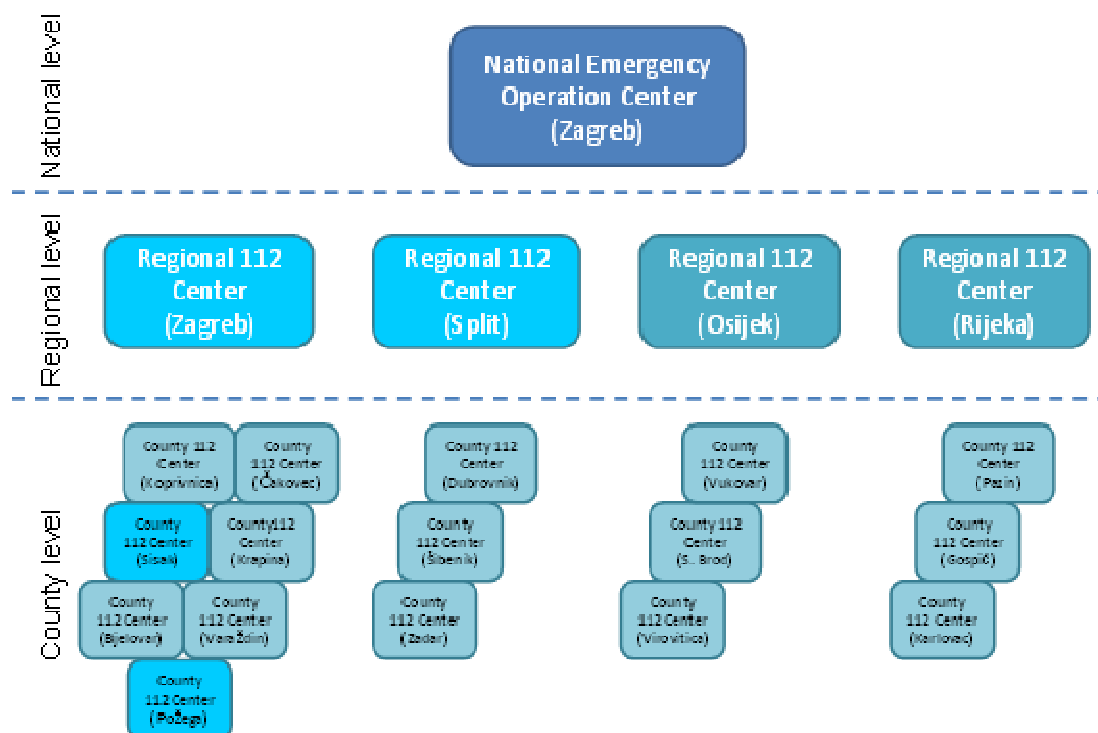 National level
National Emergency
Operation Center
(Zagreb)
Regional level
Regional 112
Center
(Zagreb)
Regional 112
Center
(Split)
Regional 112
Center
(Osijek)
Regional 112
Center
(Rijeka)
County level
County 112
Center
(Koprivnica)
County
112 Center
(Čakovec)
County
112 Center
(Sisak)
County112
Center
(Krapina)
County
112 Center
(Bijelovar)
County
112 Center
(Varaždin)
County
112 Center
(Požega)
County 112
Center
(Dubrovnik)
County
112 Center
(Šibenik)
County
112 Center
(Zadar)
County
112 Center
(Vukovar)
County 112
Center
(S.. Brod)
County
112 Center
(Virovitica)
County 112
Center
(Pazin)
County
112 Center
(Gospič)
County
112 Center
(Karlovac)